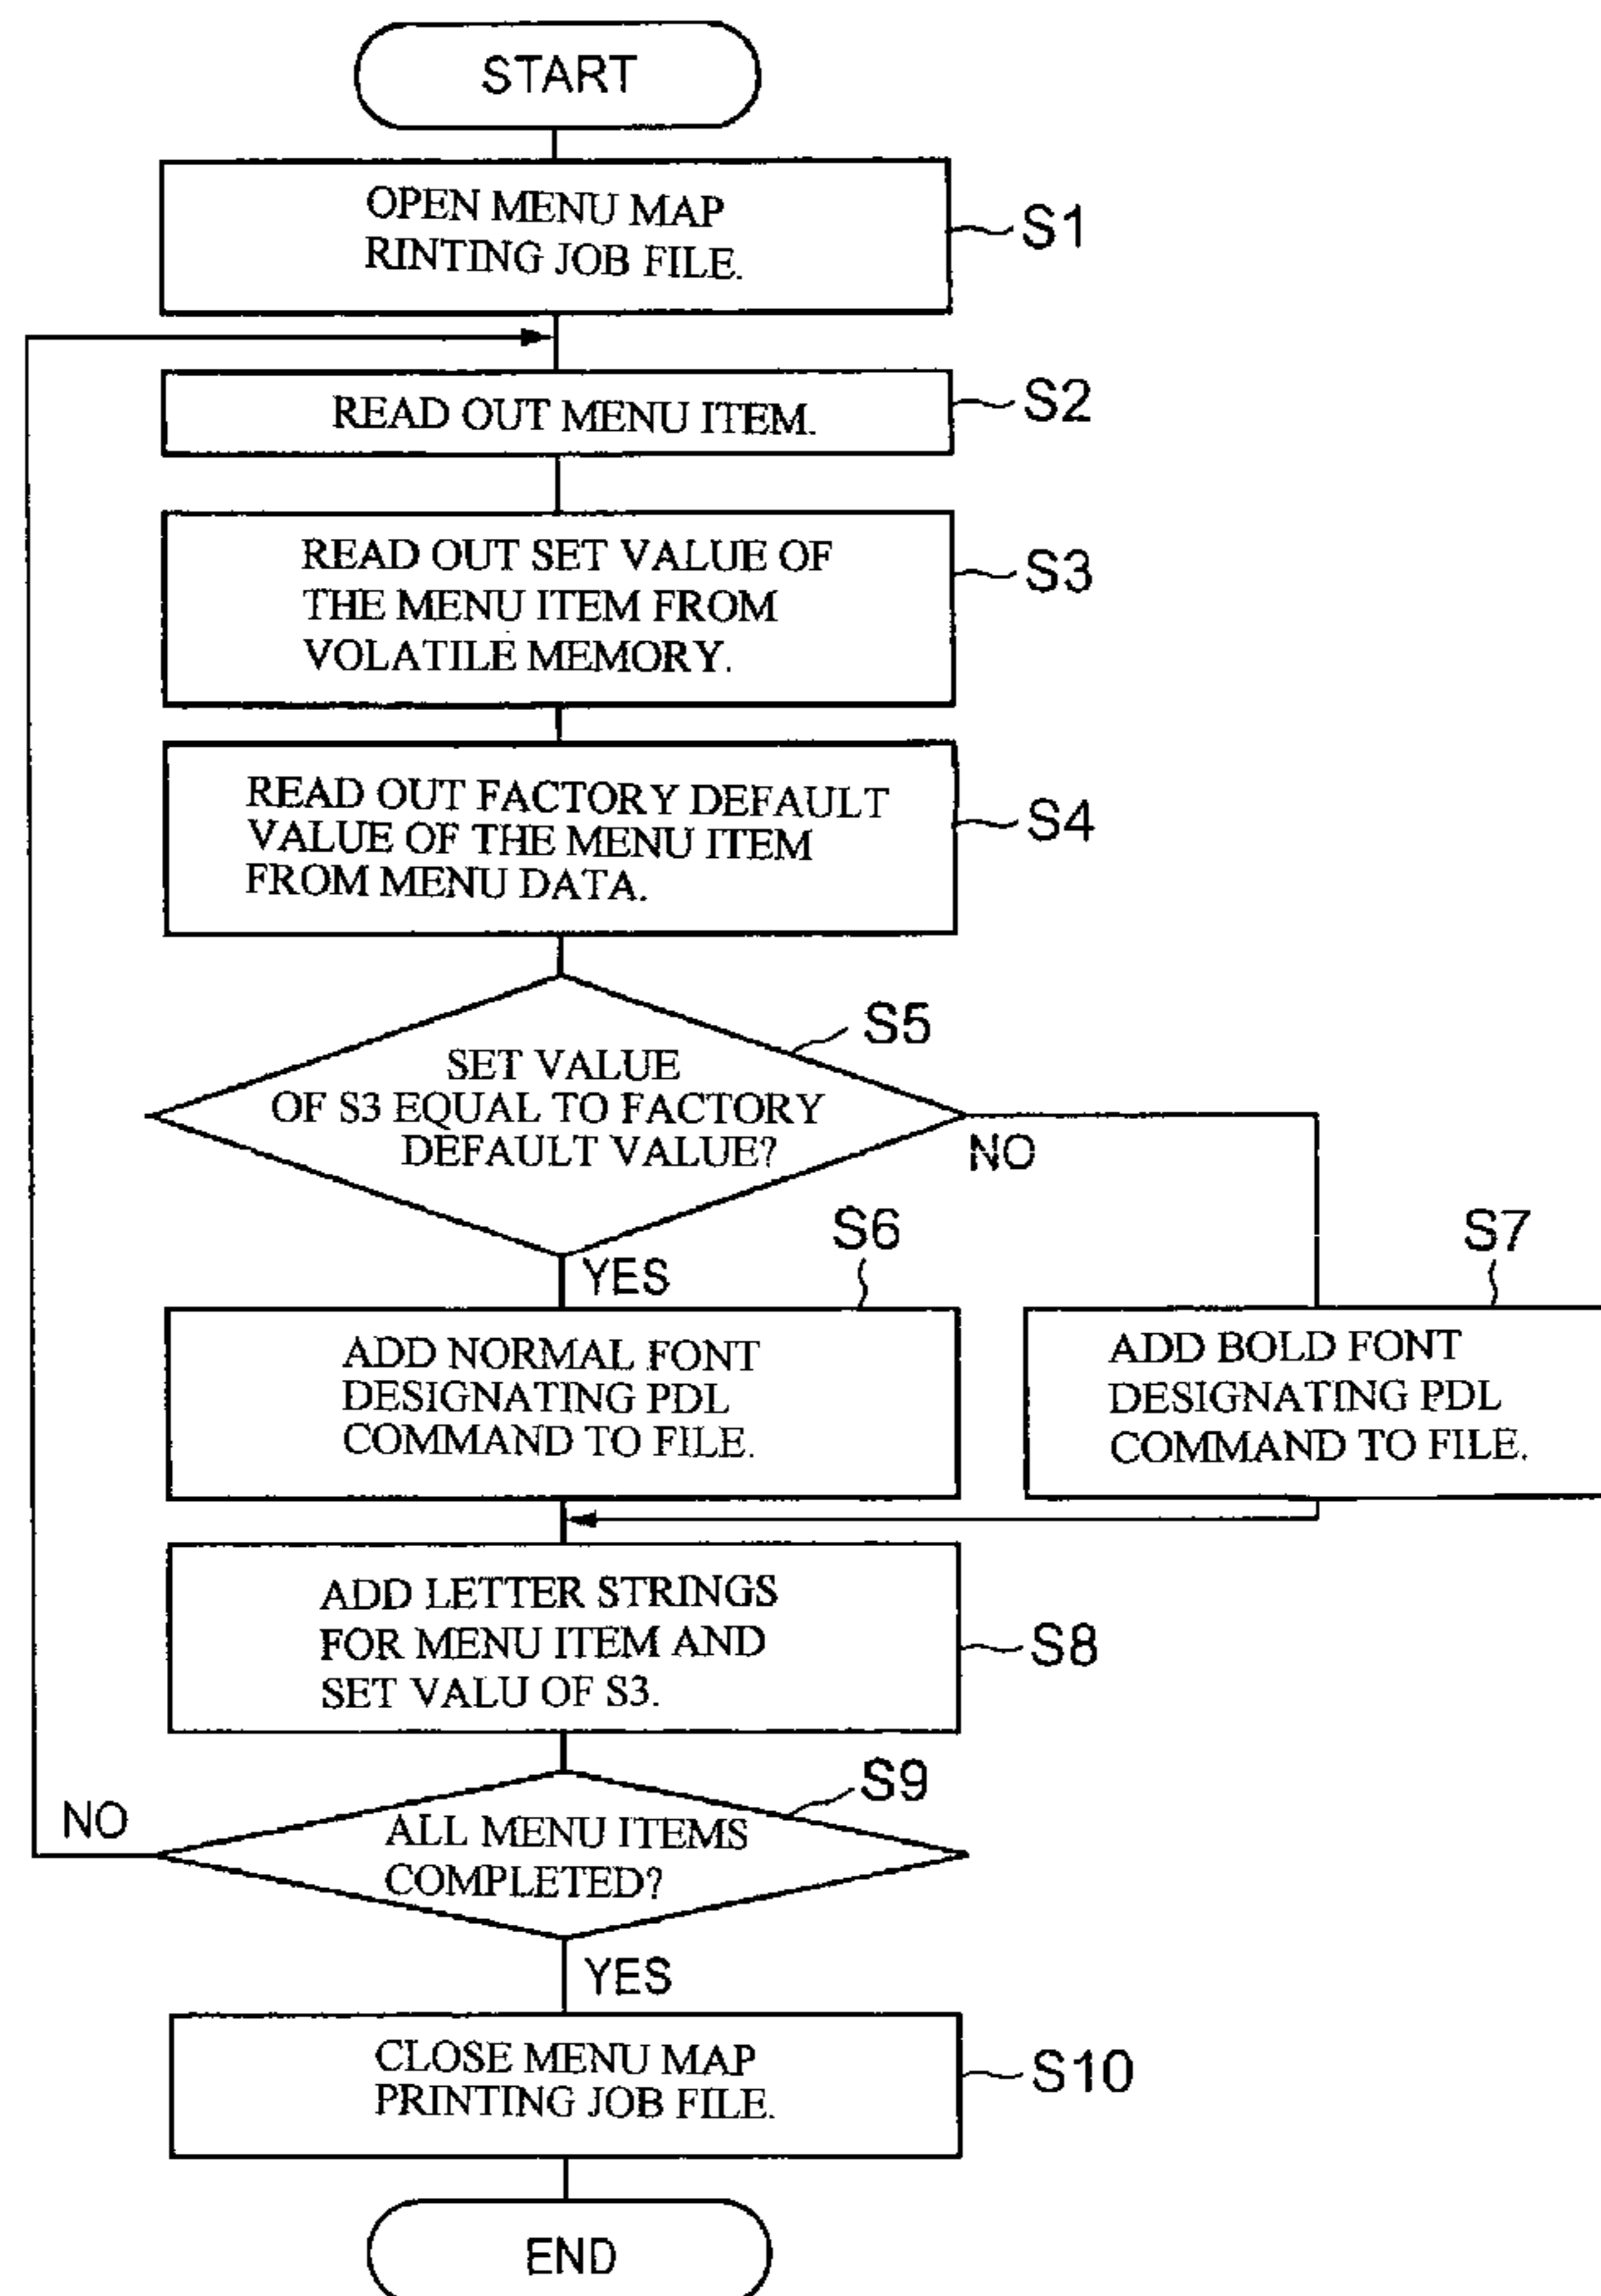 START
OPEN MENU MAP
RINTING JOB FILE.
S1
READ OUT MENU ITEM.
S2
READ OUT SET VALUE OF
THE MENU ITEM FROM
VOLATILE MEMORY.
S3
READ OUT FACTORY DEFAULT
VALUE OF THE MENU ITEM
FROM MENU DATA.
S4
S5
SET VALUE
OF S3 EQUAL TO FACTORY
DEFAULT VALUE?
NO
YES
S6
S7
ADD NORMAL FONT
DESIGNATING PDL
COMMAND TO FILE.
ADD BOLD FONT
DESIGNATING PDL
COMMAND TO FILE.
ADD LETTER STRINGS
FOR MENU ITEM AND
SET VALU OF S3.
S8
S9
NO
ALL MENU ITEMS
COMPLETED?
YES
CLOSE MENU MAP
PRINTING JOB FILE.
S10
END